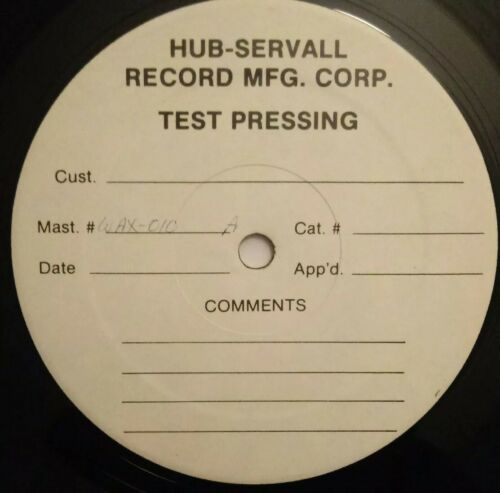 HUB-SERVALL
RECORD MFG. CORP.
TEST PRESSING
Cust.
Mast. # WAX-010 A Cat. #
Date App'd.
COMMENTS